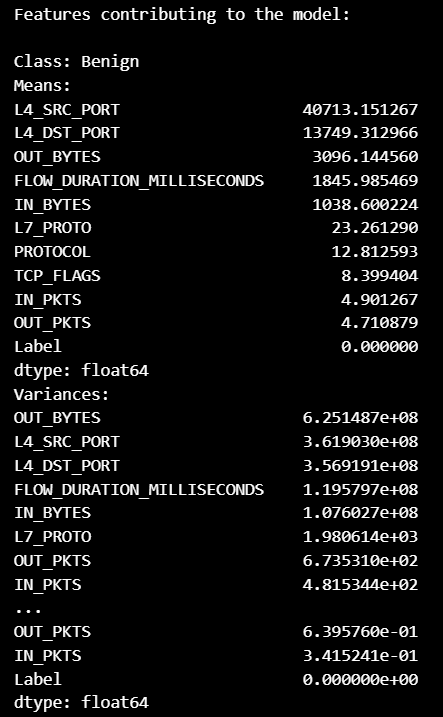 Features contributing to the model:
Class: Benign
Means:
L4_SRC_PORT 40713.151267
L4_DST_PORT 13749.312966
OUT_BYTES 3096.144560
FLOW_DURATION_MILLISECONDS 1845.985469
IN_BYTES 1038.600224
L7_PROTO 23.261290
PROTOCOL 12.812593
TCP_FLAGS 8.399404
IN_PKTS 4.901267
OUT_PKTS 4.710879
Label 0.000000
dtype: float64
Variances:
OUT_BYTES 6.251487e+08
L4_SRC_PORT 3.619030e+08
L4_DST_PORT 3.569191e+08
FLOW_DURATION_MILLISECONDS 1.195797e+08
IN_BYTES 1.076027e+08
L7_PROTO 1.980614e+03
OUT_PKTS 6.735310e+02
IN_PKTS 4.815344e+02
...
OUT_PKTS 6.395760e-01
IN_PKTS 3.415241e-01
Label 0.000000e+00
dtype: float64